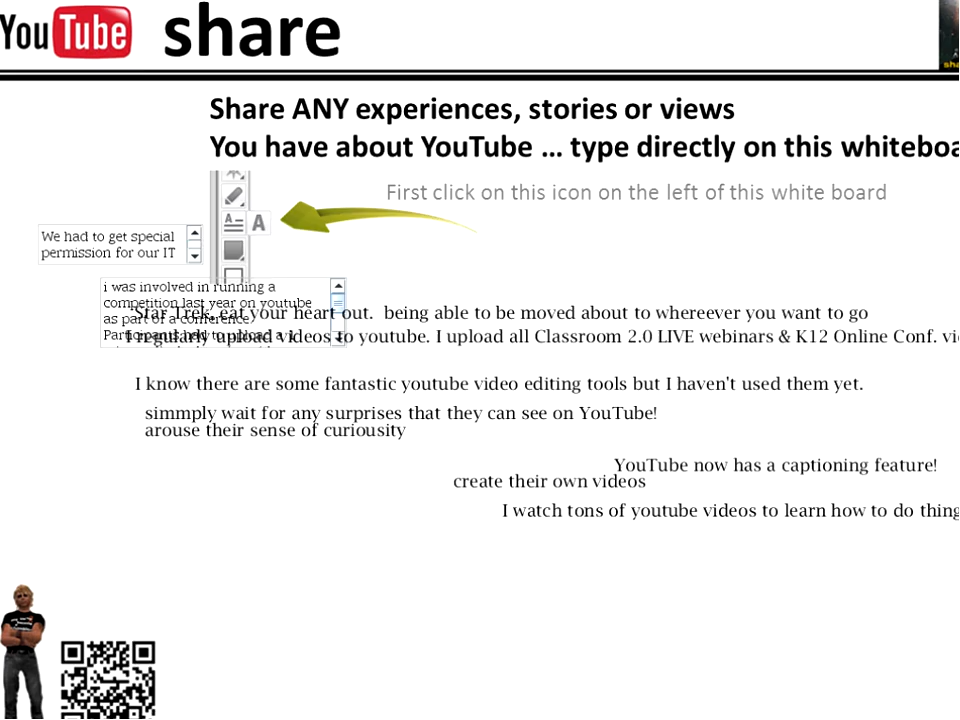 YouTube share
Share ANY experiences, stories or views
You have about YouTube … type directly on this whiteboa
First click on this icon on the left of this white board
A
A
We had to get special
permission for our IT
i was involved in running a
competition last year on youtube
as part of a conference.
Participants had to upload a v
Star Trek, eat your heart out. being able to be moved about to whereever you want to go
I regularly upload videos to youtube. I upload all Classroom 2.0 LIVE webinars & K12 Online Conf. vi
I know there are some fantastic youtube video editing tools but I haven't used them yet.
simmply wait for any surprises that they can see on YouTube!
arouse their sense of curiousity
YouTube now has a captioning feature!
create their own videos
I watch tons of youtube videos to learn how to do thing